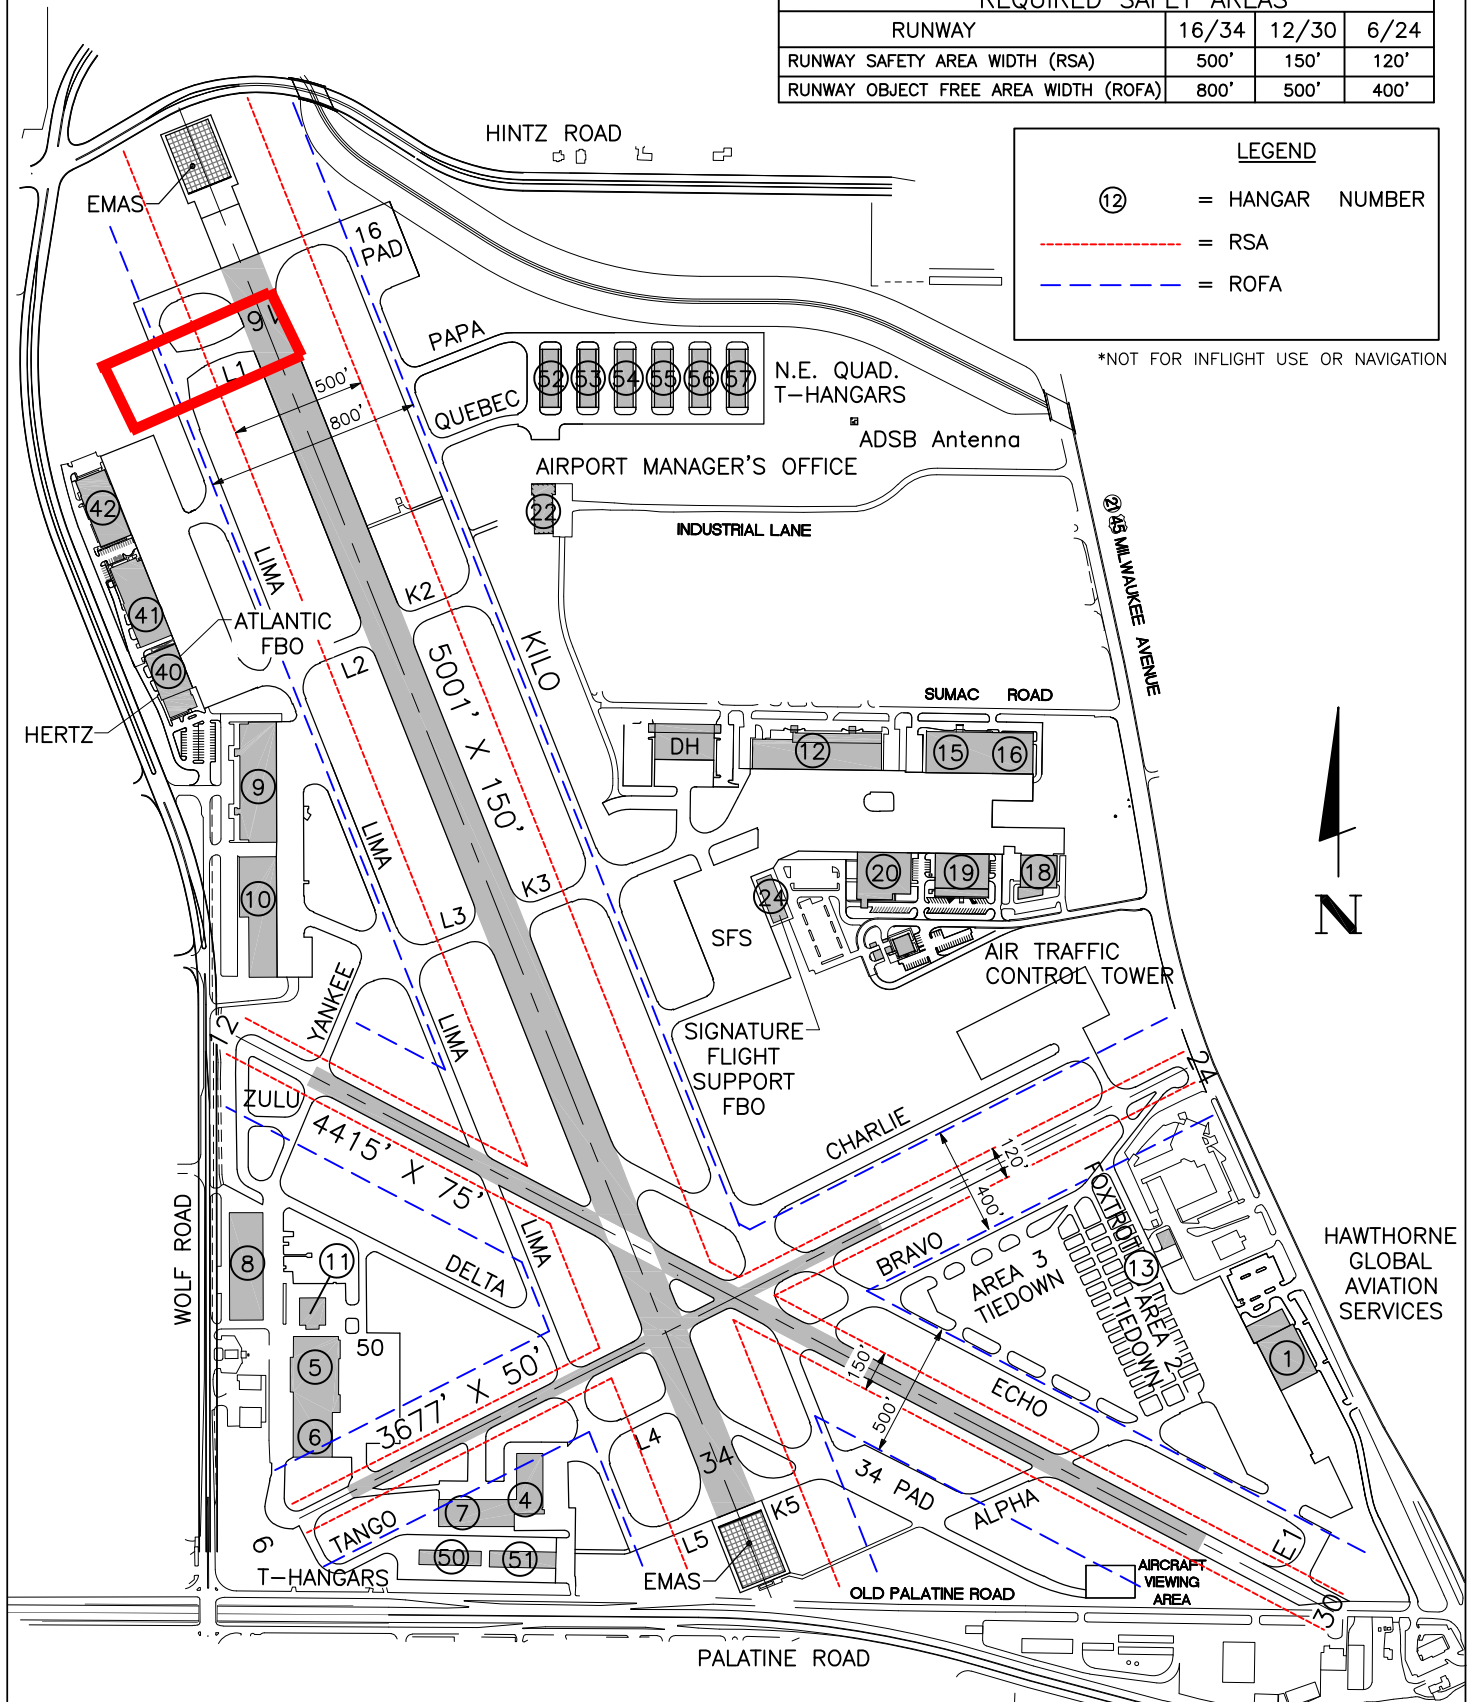 REQUIRED SAFETY AREAS
RUNWAY 16/34 12/30 6/24
RUNWAY SAFETY AREA WIDTH (RSA) 500' 150' 120'
RUNWAY OBJECT FREE AREA WIDTH (ROFA) 800' 500' 400'
LEGEND
12 = HANGAR NUMBER
= RSA
= ROFA
*NOT FOR INFLIGHT USE OR NAVIGATION
HINTZ ROAD
EMAS
16
PAD
16
L1
500'
800'
PAPA
QUEBEC
52 53 54 55 56 57
N.E. QUAD.
T-HANGARS
ADSB Antenna
AIRPORT MANAGER'S OFFICE
22
INDUSTRIAL LANE
21 45 MILWAUKEE AVENUE
42
41
40
LIMA
K2
ATLANTIC
FBO
L2
KILO
HERTZ
5001' X 150'
SUMAC ROAD
DH
12
15
16
9
10
LIMA
K3
L3
20
19
18
24
SFS
AIR TRAFFIC
CONTROL TOWER
N
YANKEE
LIMA
12
SIGNATURE
FLIGHT
SUPPORT
FBO
24
ZULU
4415' X 75'
CHARLIE
120'
400'
FOXTROT
WOLF ROAD
8
11
DELTA
LIMA
BRAVO
AREA 3
TIEDOWN
13
AREA 2
TIEDOWN
HAWTHORNE
GLOBAL
AVIATION
SERVICES
50
5
6
1
150'
500'
ECHO
3677' X 50'
L4
34
34 PAD
ALPHA
7
4
K5
L5
E1
TANGO
6
50
51
T-HANGARS
EMAS
AIRCRAFT
VIEWING
AREA
OLD PALATINE ROAD
30
PALATINE ROAD